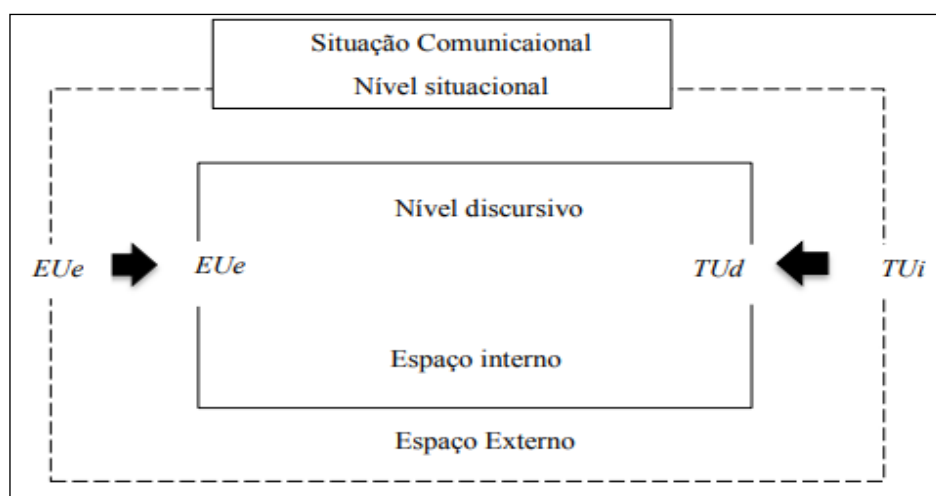 Situação Comunicaional
Nível situacional
Nível discursivo
EUe EUe TUd TUi
Espaço interno
Espaço Externo